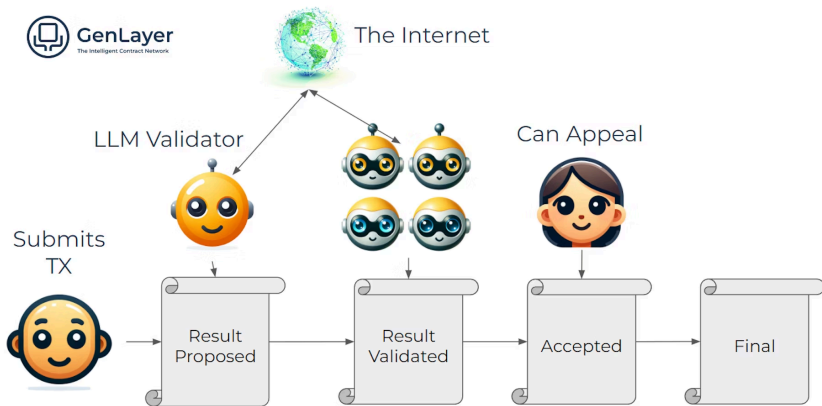 GenLayer
The Intelligent Contract Network
The Internet
LLM Validator
Can Appeal
Submits
TX
Result
Proposed
Result
Validated
Accepted
Final